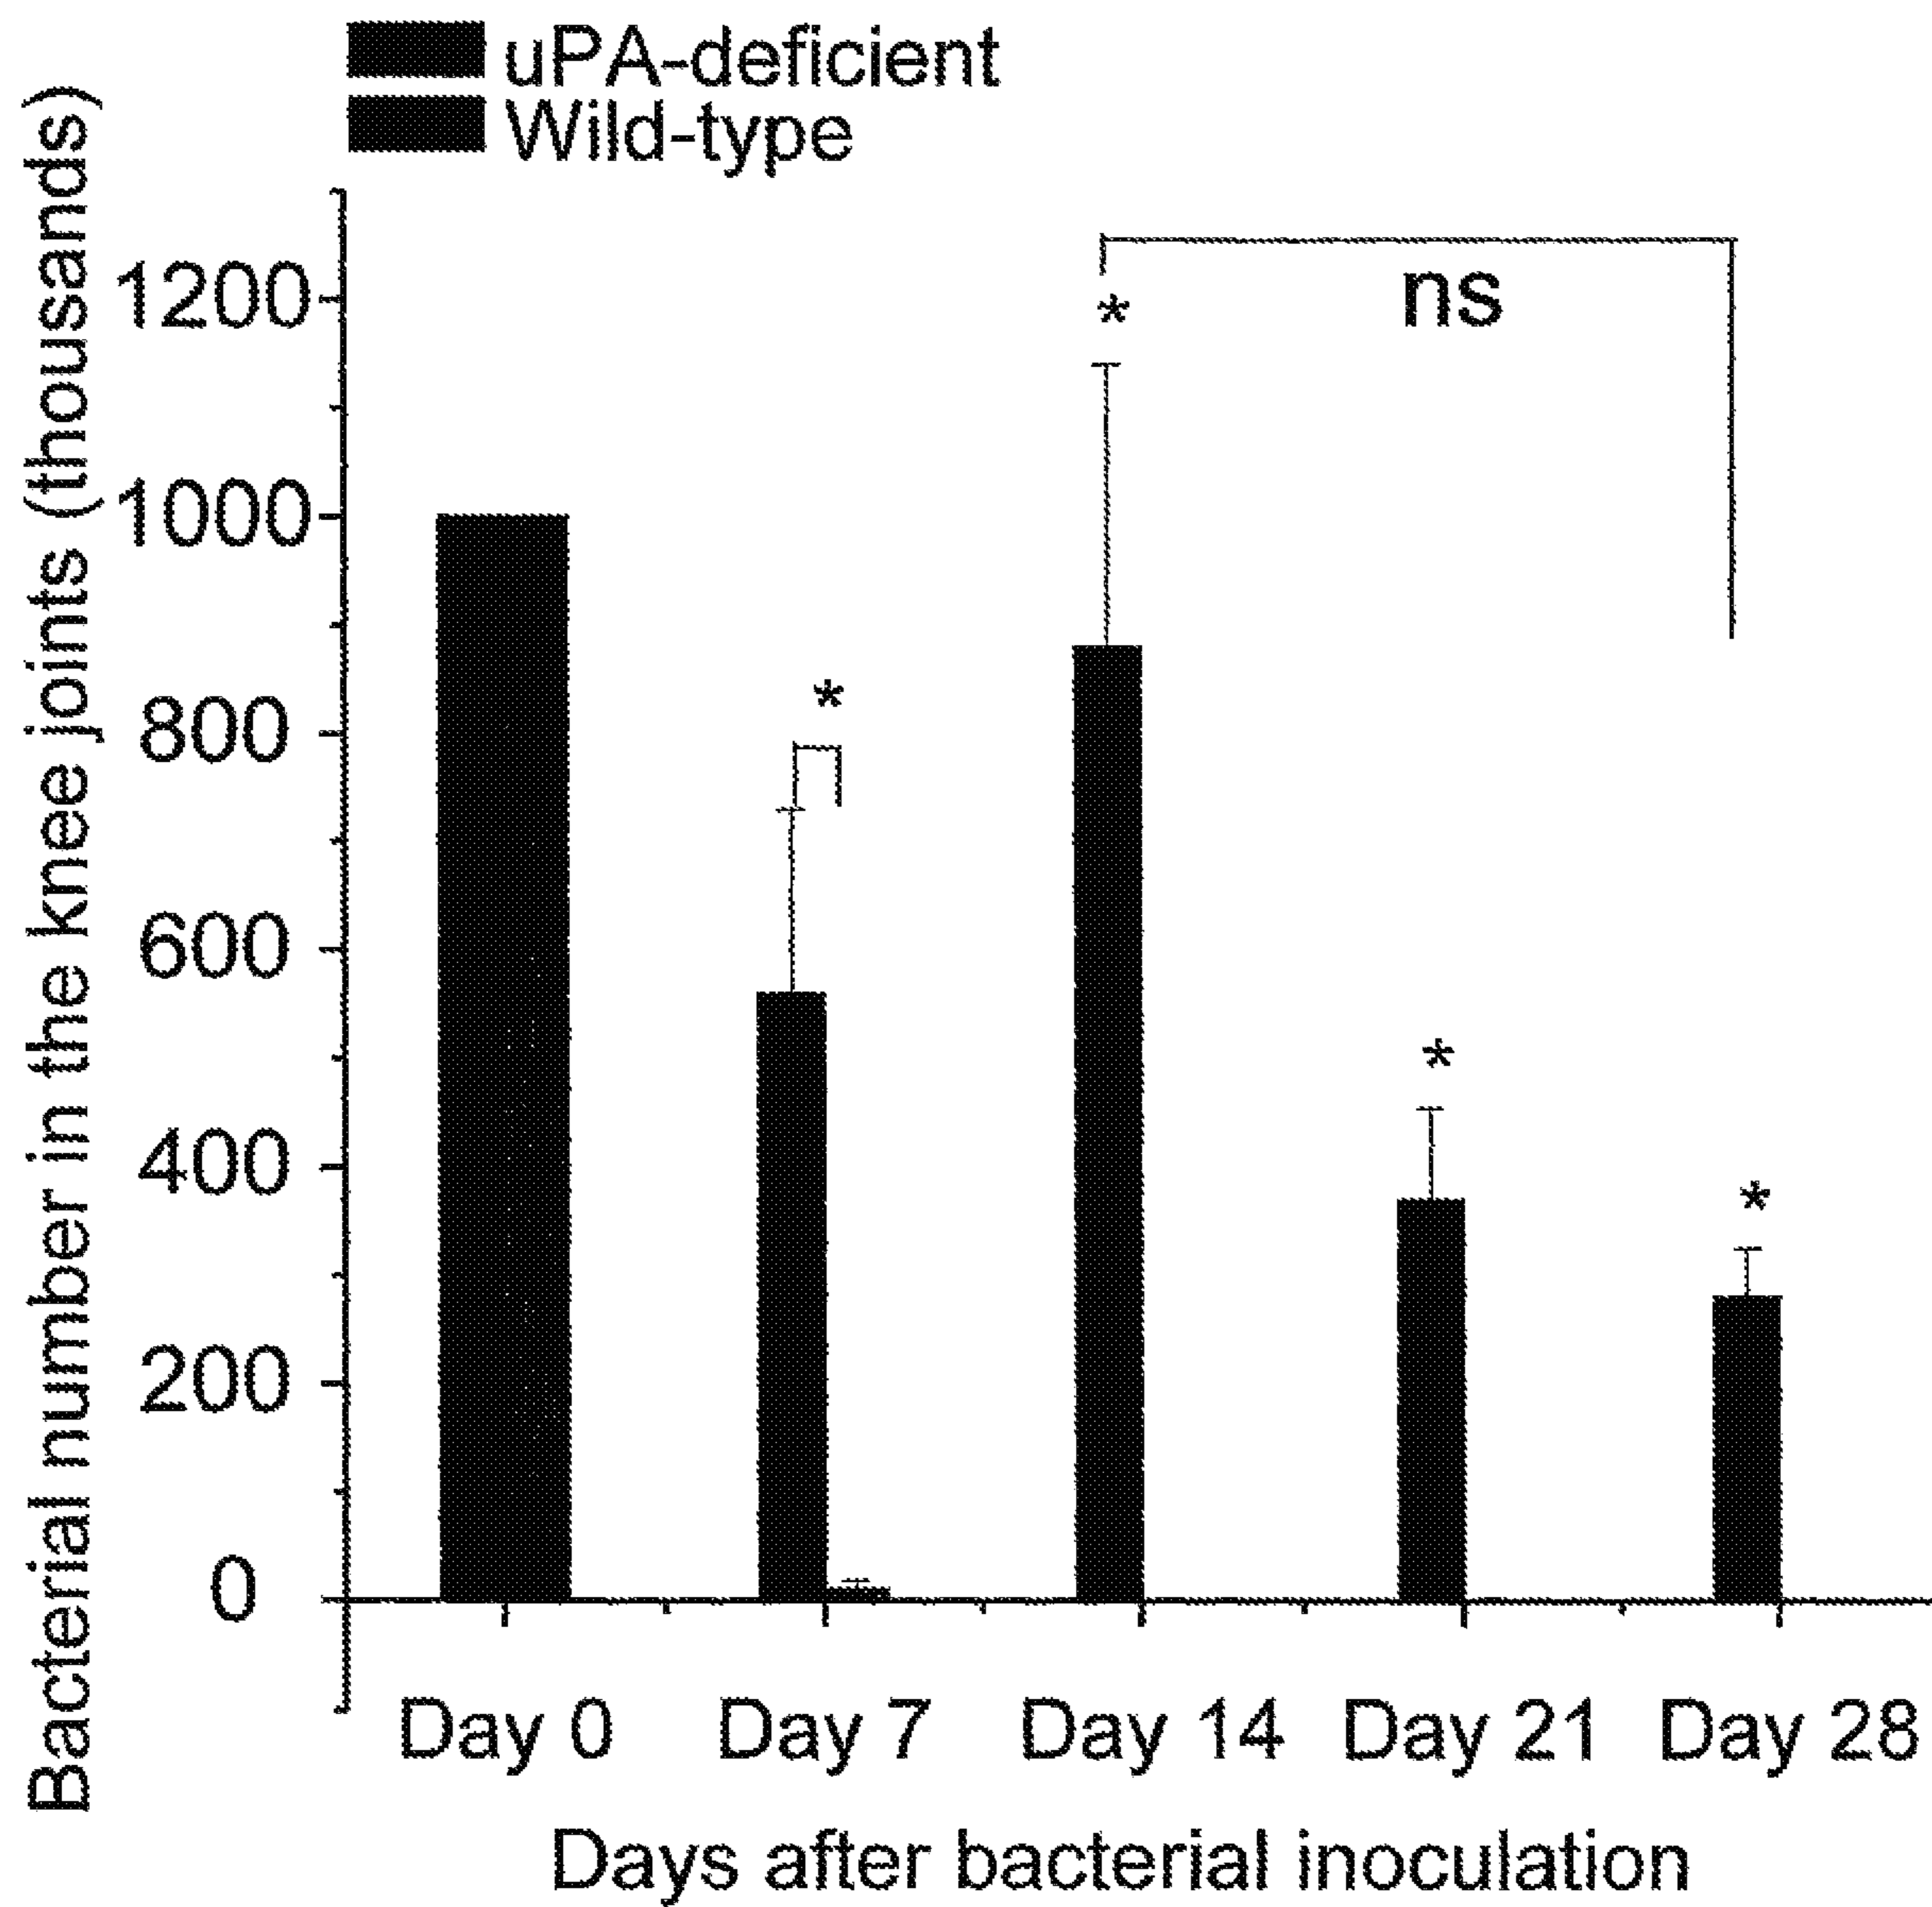 uPA-deficient
Wild-type
Bacterial number in the knee joints (thousands)
1200
1000
800
600
400
200
0
*
*
ns
*
*
Day 0 Day 7 Day 14 Day 21 Day 28
Days after bacterial inoculation